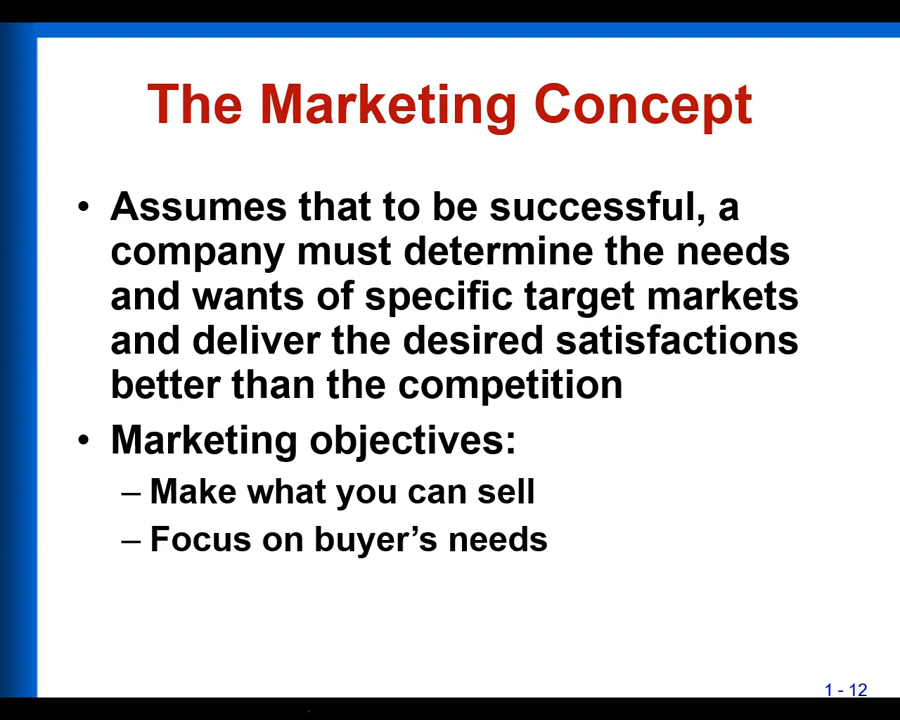 The Marketing Concept
• Assumes that to be successful, a
company must determine the needs
and wants of specific target markets
and deliver the desired satisfactions
better than the competition
• Marketing objectives:
– Make what you can sell
– Focus on buyer’s needs
1 - 12